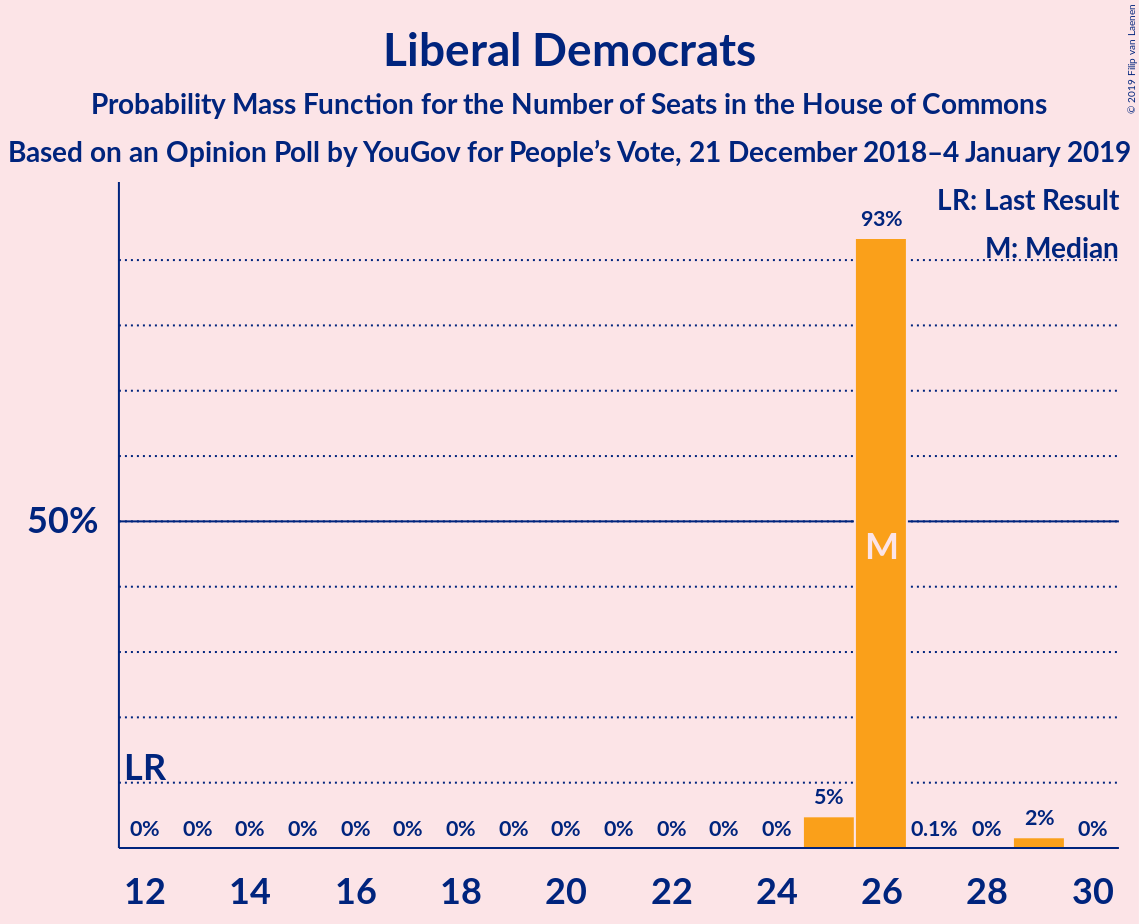 Liberal Democrats
Probability Mass Function for the Number of Seats in the House of Commons
Based on an Opinion Poll by YouGov for People’s Vote, 21 December 2018–4 January 2019
© 2019 Filip van Laenen
LR: Last Result
M: Median
93%
50%
M
LR
0% 0% 0% 0% 0% 0% 0% 0% 0% 0% 0% 0% 0% 5% 0.1% 0% 2% 0%
12 14 16 18 20 22 24 26 28 30